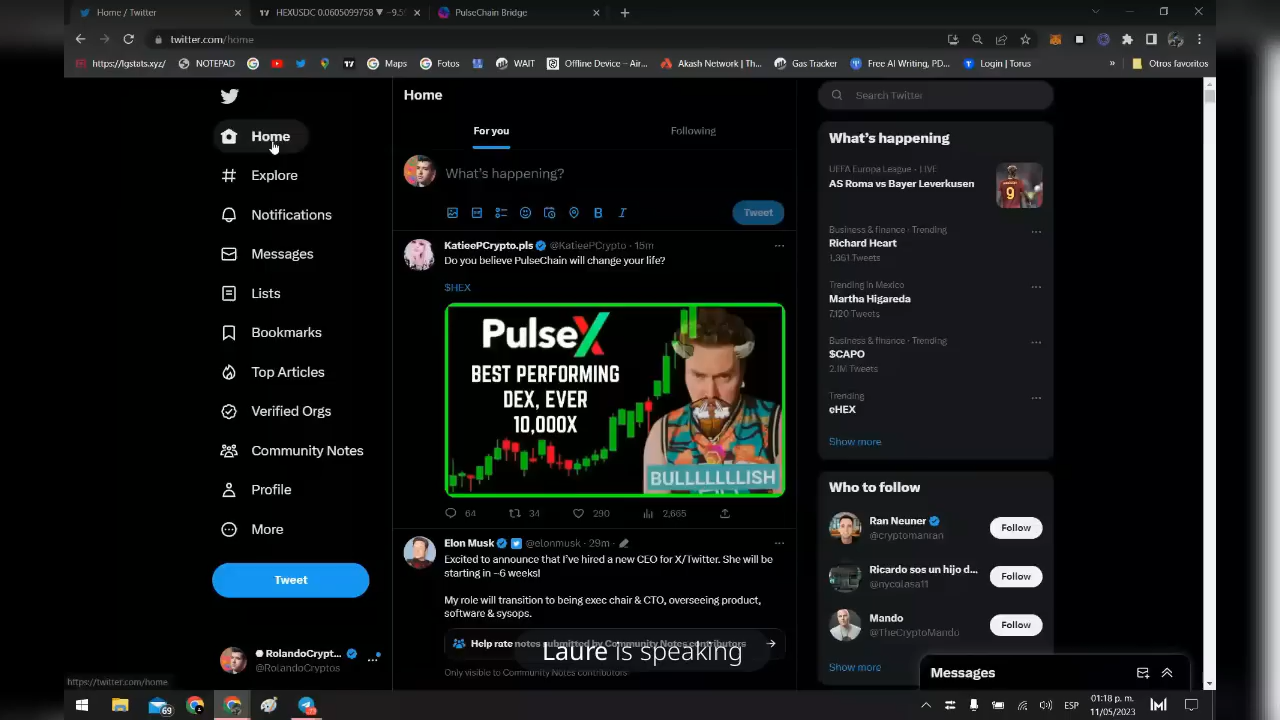 Home / Twitter
HEXUSDC 0.0605099758 ▼ −9.5
PulseChain Bridge
twitter.com/home
https://tgstats.xyz/
NOTEPAD
Maps
Fotos
WAIT
Offline Device – Air...
Akash Network | Th...
Gas Tracker
Free AI Writing, PD...
Login | Torus
»
Otros favoritos
Home
Explore
Notifications
Messages
Lists
Bookmarks
Top Articles
Verified Orgs
Community Notes
Profile
More
Tweet
RolandoCrypt...
@RolandoCryptos
https://twitter.com/home
Home
For you
Following
What's happening?
Tweet
KatieePCrypto.pls @KatieePCrypto · 15m
Do you believe PulseChain will change your life?
$HEX
PulseX
BEST PERFORMING
DEX, EVER
10,000X
BULLLLLLLISH
64
34
290
2,665
Elon Musk @elonmusk · 29m ·
Excited to announce that I've hired a new CEO for X/Twitter. She will be
starting in ~6 weeks!
My role will transition to being exec chair & CTO, overseeing product,
software & sysops.
Help rate notes submitted by Community Notes contributors
Only visible to Community Notes contributors
Laure is speaking
Search Twitter
What's happening
UEFA Europa League · LIVE
AS Roma vs Bayer Leverkusen
9
Business & finance · Trending
Richard Heart
1,361 Tweets
Trending in Mexico
Martha Higareda
7,120 Tweets
Business & finance · Trending
$CAPO
2.1M Tweets
Trending
eHEX
Show more
Who to follow
Ran Neuner
@cryptomanran
Follow
Ricardo sos un hijo d...
Follow
Mando
@TheCryptoMando
Follow
Show more
Messages
69
ESP
01:18 p. m.
11/05/2023